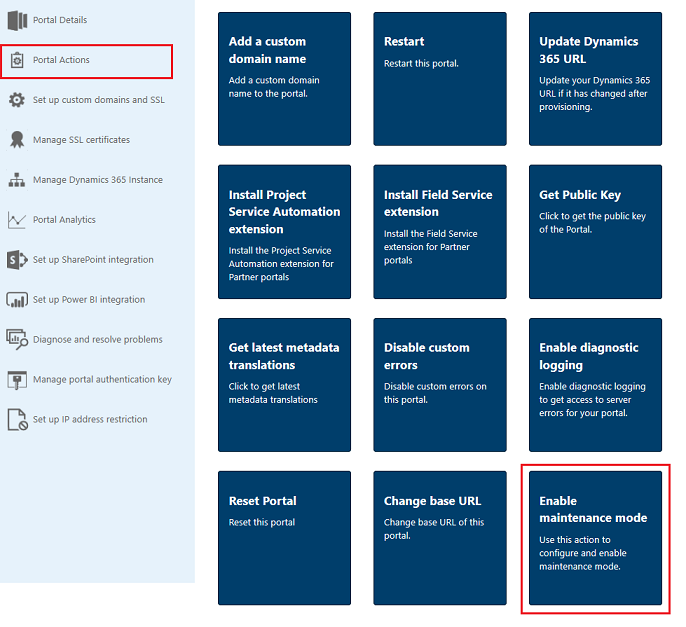 Portal Details
Portal Actions
Set up custom domains and SSL
Manage SSL certificates
Manage Dynamics 365 Instance
Portal Analytics
Set up SharePoint integration
Set up Power BI integration
Diagnose and resolve problems
Manage portal authentication key
Set up IP address restriction
Add a custom
domain name
Add a custom domain
name to the portal.
Restart
Restart this portal.
Update Dynamics
365 URL
Update your Dynamics 365
URL if it has changed after
provisioning.
Install Project
Service Automation
extension
Install the Project Service
Automation extension for
Partner portals
Install Field Service
extension
Install the Field Service
extension for Partner
portals
Get Public Key
Click to get the public key
of the Portal.
Get latest metadata
translations
Click to get latest
metadata translations
Disable custom
errors
Disable custom errors on
this portal.
Enable diagnostic
logging
Enable diagnostic logging
to get access to server
errors for your portal.
Reset Portal
Reset this portal
Change base URL
Change base URL of this
portal.
Enable
maintenance mode
Use this action to
configure and enable
maintenance mode.